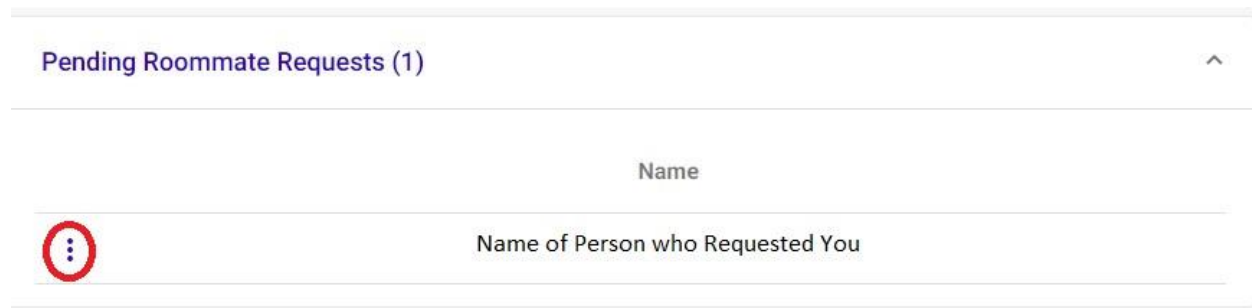 Pending Roommate Requests (1)
Name
Name of Person who Requested You